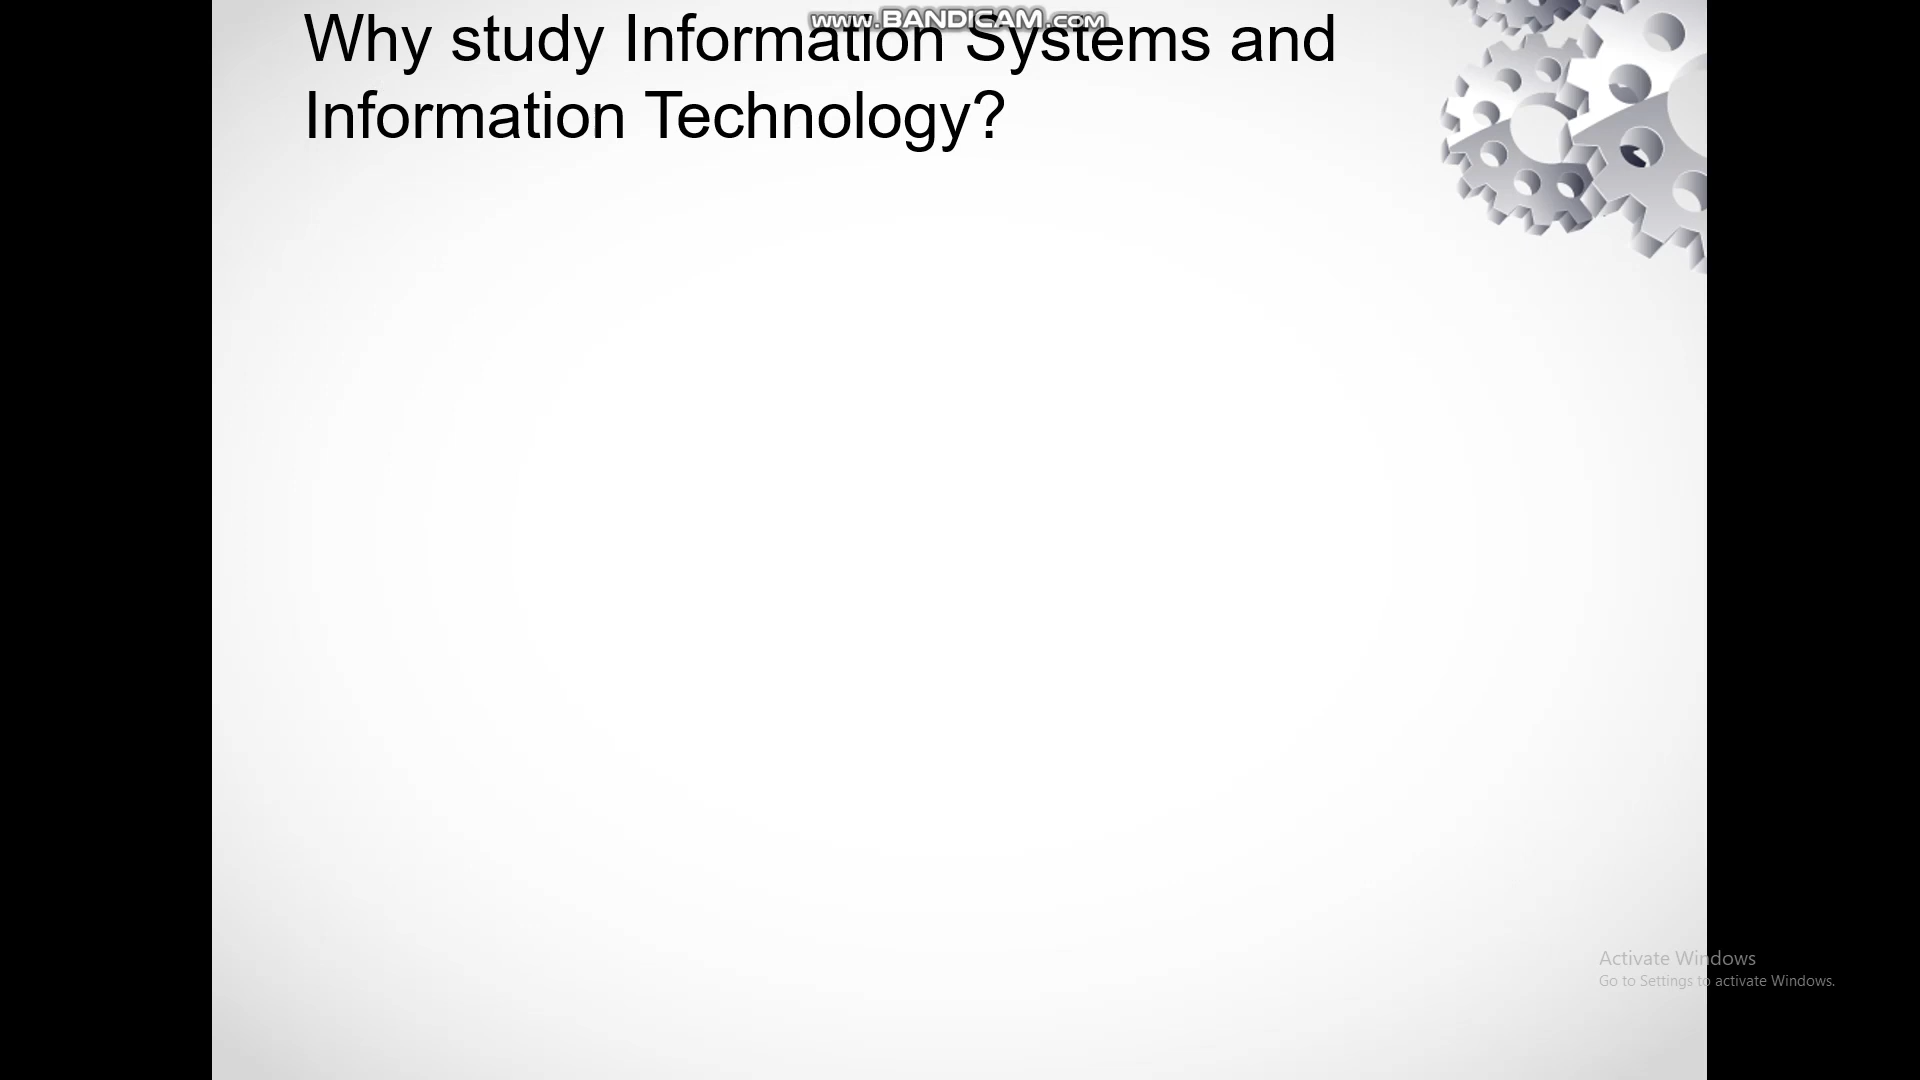 www.BANDICAM.com
Why study Information Systems and
Information Technology?
Activate Windows
Go to Settings to activate Windows.